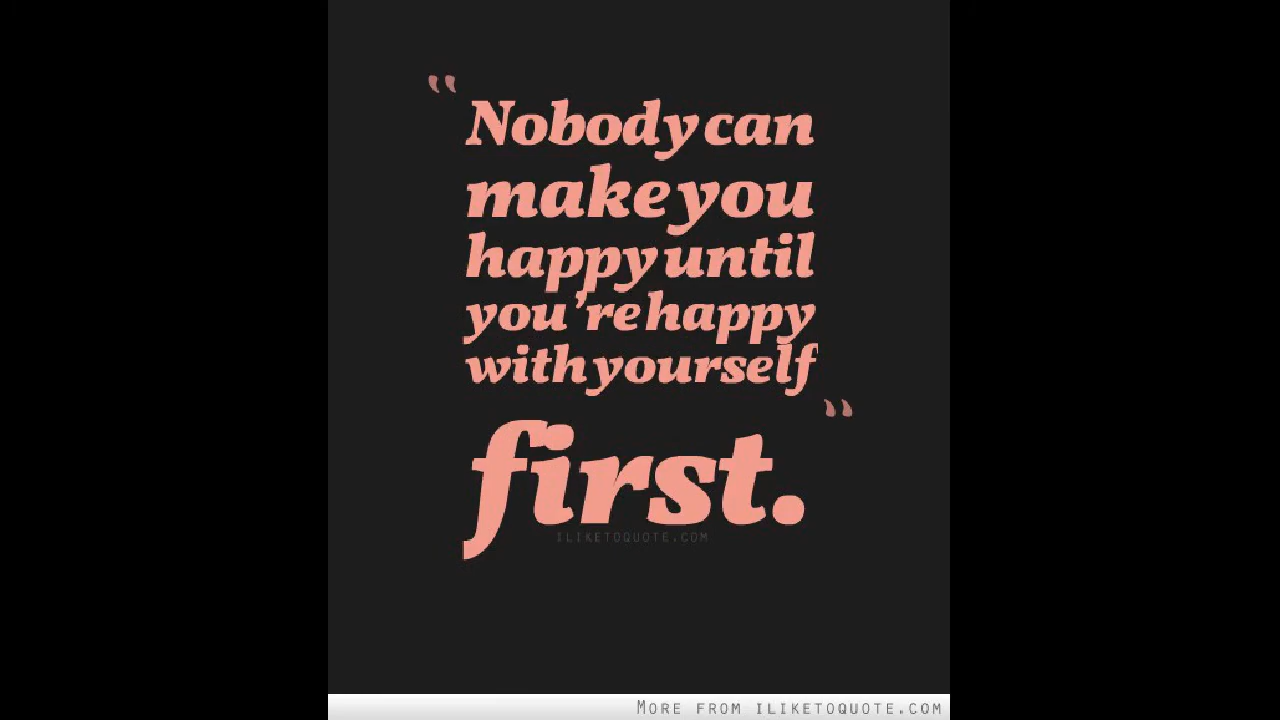 “Nobody can
make you
happy until
you’re happy
with yourself
first.”
ILIKETOQUOTE.COM
MORE FROM ILIKETOQUOTE.COM